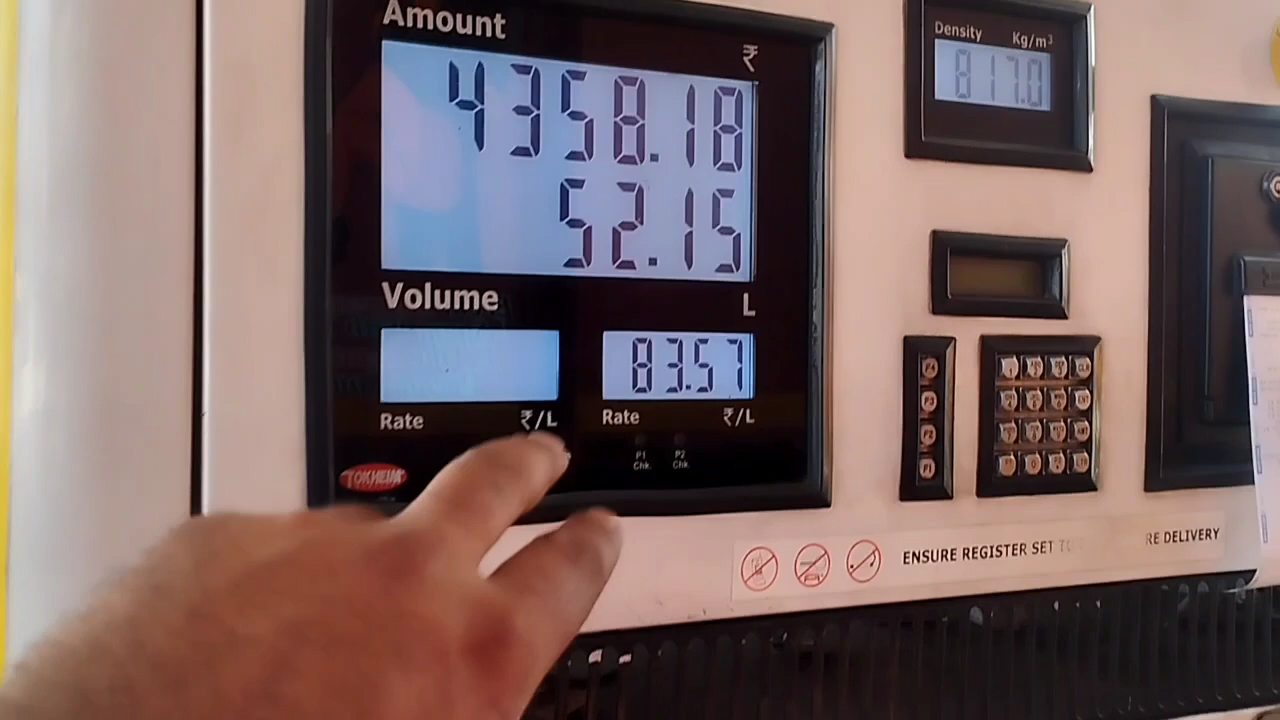 Amount
₹
4358.18
52.15
Volume L
83.57
Rate ₹/L
Rate ₹/L
P1 P2
Chk. Chk.
TOKHEIM
Density Kg/m³
817.0
F4
F3
F2
F1
ENSURE REGISTER SET TO RE DELIVERY